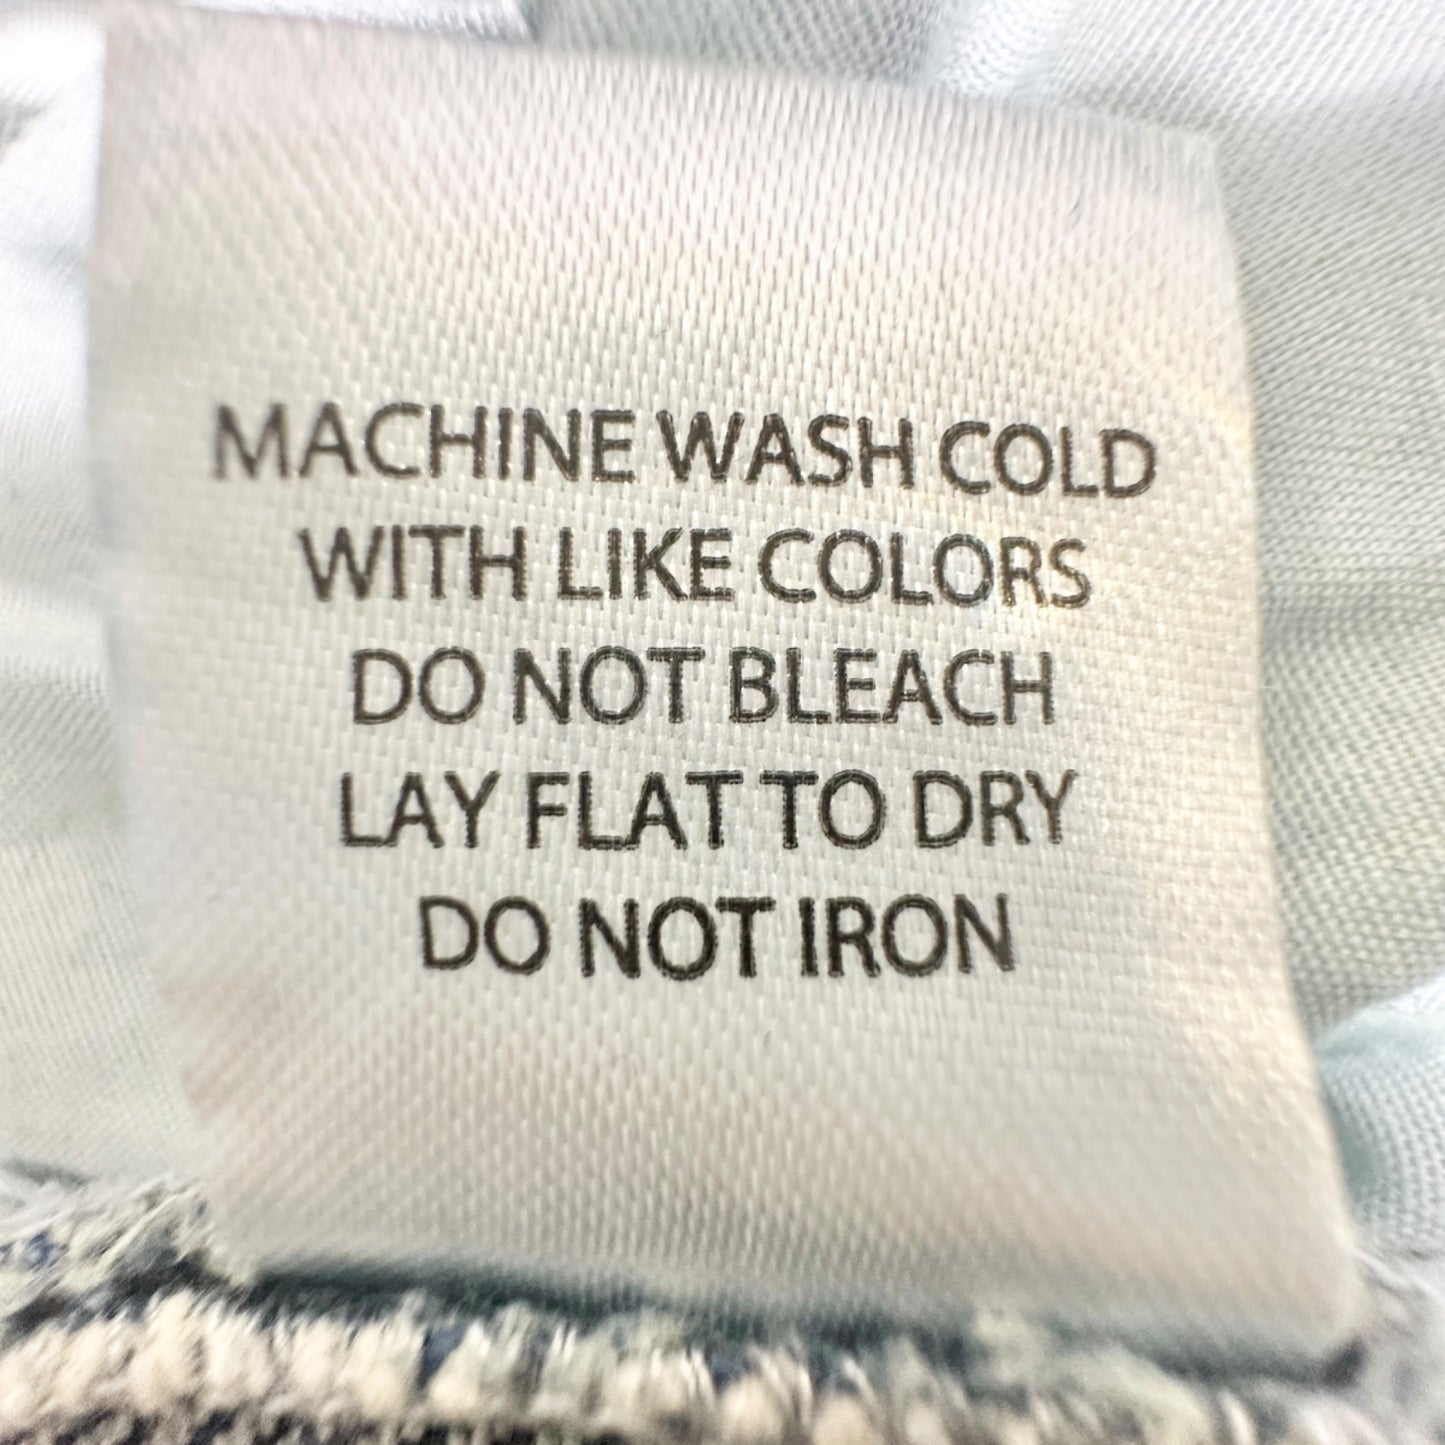 MACHINE WASH COLD
WITH LIKE COLORS
DO NOT BLEACH
LAY FLAT TO DRY
DO NOT IRON